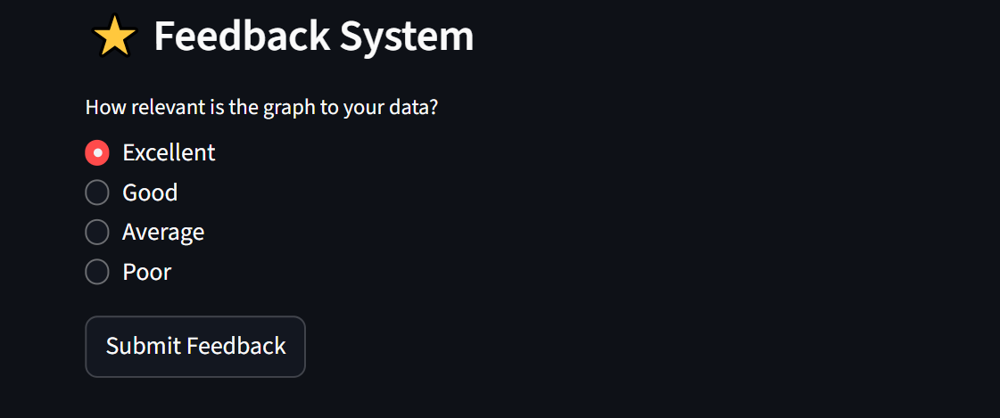 Feedback System
How relevant is the graph to your data?
Excellent
Good
Average
Poor
Submit Feedback